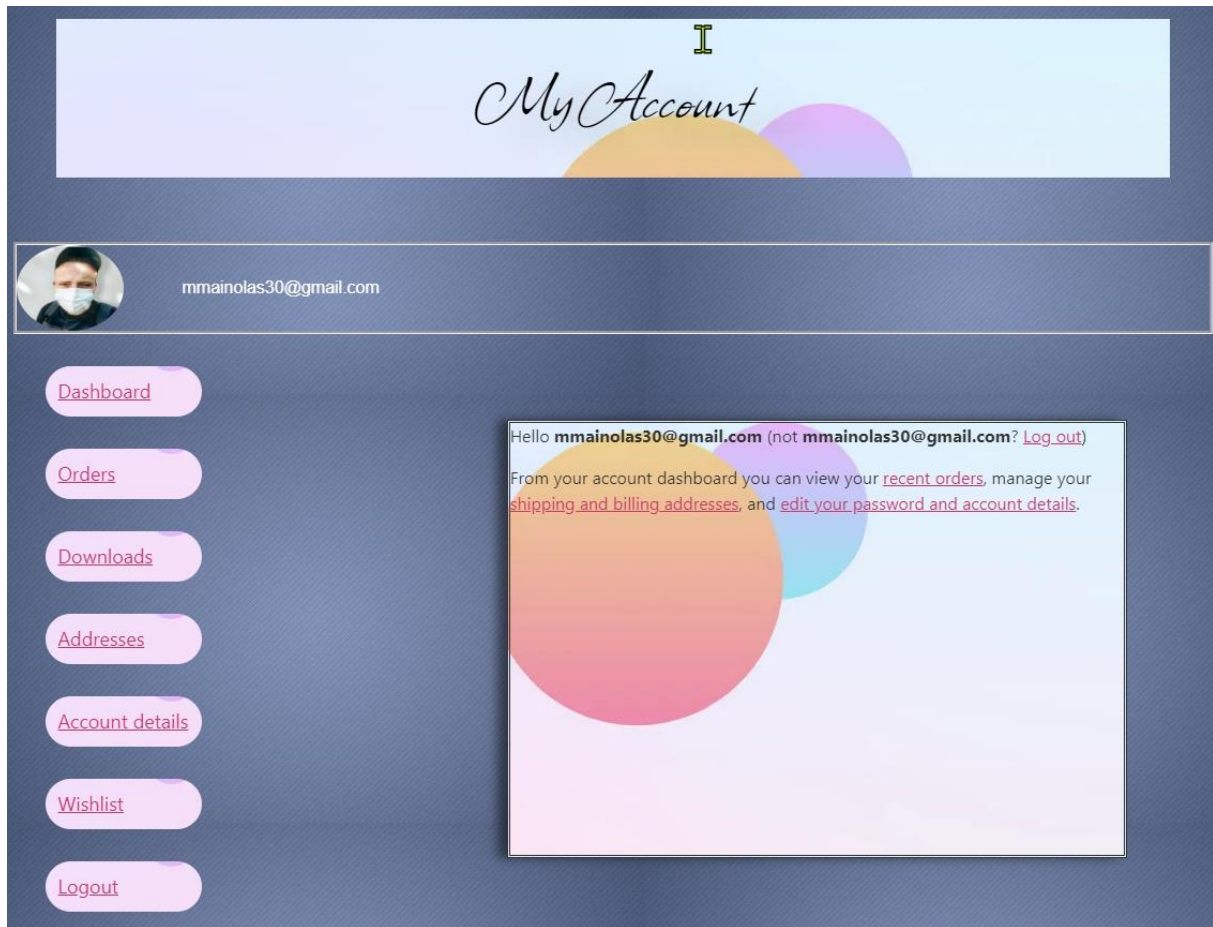 My Account
mmainolas30@gmail.com
Dashboard
Orders
Downloads
Addresses
Account details
Wishlist
Logout
Hello mmainolas30@gmail.com (not mmainolas30@gmail.com? Log out)
From your account dashboard you can view your recent orders, manage your
shipping and billing addresses, and edit your password and account details.